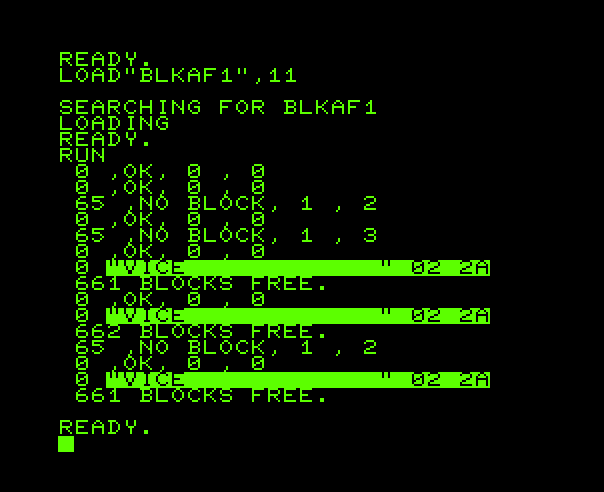 READY.
LOAD"BLKAF1",11
SEARCHING FOR BLKAF1
LOADING
READY.
RUN
0 ,OK, 0 , 0
0 ,OK, 0 , 0
65 ,NO BLOCK, 1 , 2
0 ,OK, 0 , 0
65 ,NO BLOCK, 1 , 3
0 ,OK, 0 , 0
0 "VICE            " 02 2A
661 BLOCKS FREE.
0 ,OK, 0 , 0
0 "VICE            " 02 2A
662 BLOCKS FREE.
65 ,NO BLOCK, 1 , 2
0 ,OK, 0 , 0
0 "VICE            " 02 2A
661 BLOCKS FREE.
READY.